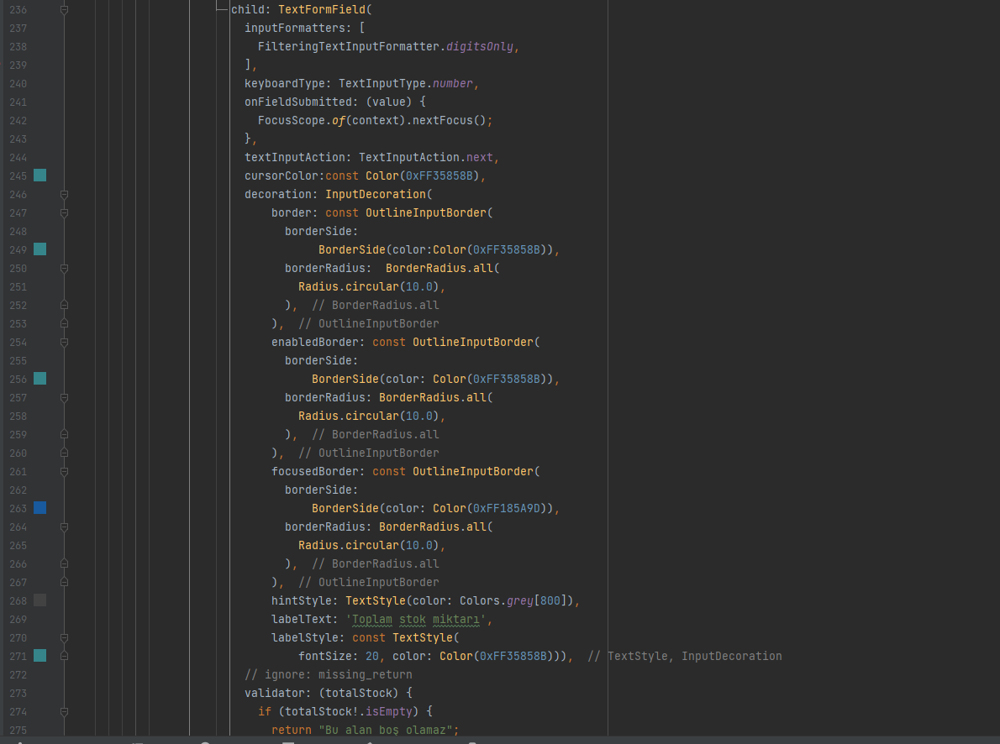 236 child: TextFormField(
237 inputFormatters: [
238 FilteringTextInputFormatter.digitsOnly,
239 ],
240 keyboardType: TextInputType.number,
241 onFieldSubmitted: (value) {
242 FocusScope.of(context).nextFocus();
243 },
244 textInputAction: TextInputAction.next,
245 cursorColor:const Color(0xFF35858B),
246 decoration: InputDecoration(
247 border: const OutlineInputBorder(
248 borderSide:
249 BorderSide(color:Color(0xFF35858B)),
250 borderRadius:  BorderRadius.all(
251 Radius.circular(10.0),
252 ),  // BorderRadius.all
253 ),  // OutlineInputBorder
254 enabledBorder: const OutlineInputBorder(
255 borderSide:
256 BorderSide(color: Color(0xFF35858B)),
257 borderRadius: BorderRadius.all(
258 Radius.circular(10.0),
259 ),  // BorderRadius.all
260 ),  // OutlineInputBorder
261 focusedBorder: const OutlineInputBorder(
262 borderSide:
263 BorderSide(color: Color(0xFF185A9D)),
264 borderRadius: BorderRadius.all(
265 Radius.circular(10.0),
266 ),  // BorderRadius.all
267 ),  // OutlineInputBorder
268 hintStyle: TextStyle(color: Colors.grey[800]),
269 labelText: 'Toplam stok miktarı',
270 labelStyle: const TextStyle(
271 fontSize: 20, color: Color(0xFF35858B))),  // TextStyle, InputDecoration
272 // ignore: missing_return
273 validator: (totalStock) {
274 if (totalStock!.isEmpty) {
275 return "Bu alan boş olamaz";